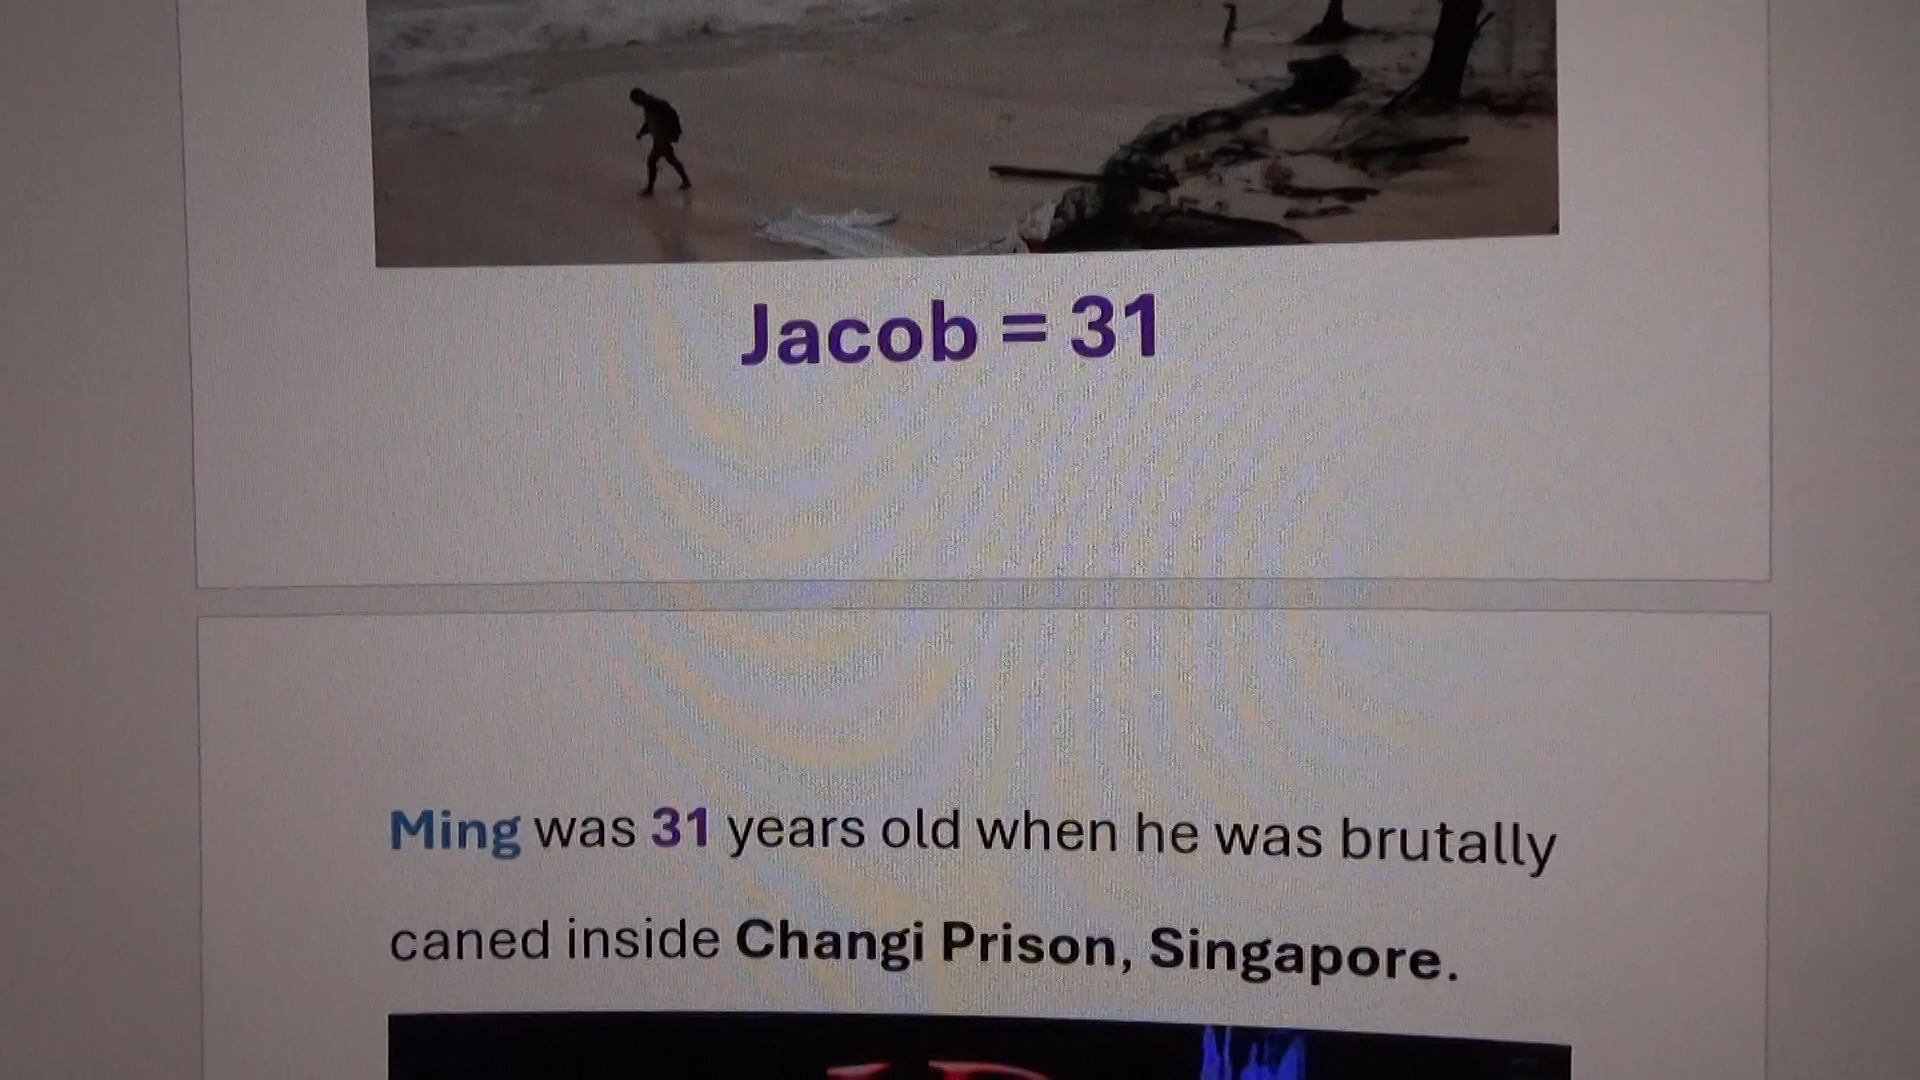 Jacob = 31
Ming was 31 years old when he was brutally
caned inside Changi Prison, Singapore.